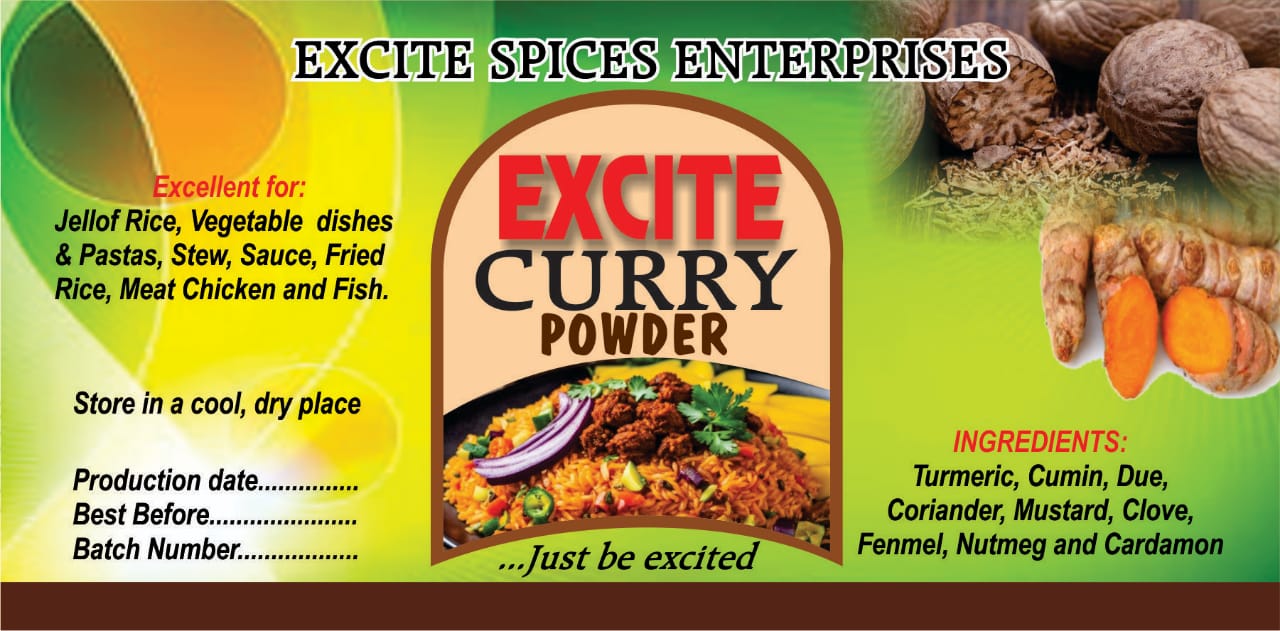 EXCITE SPICES ENTERPRISES
Excellent for:
Jellof Rice, Vegetable dishes
& Pastas, Stew, Sauce, Fried
Rice, Meat Chicken and Fish.
Store in a cool, dry place
Production date...............
Best Before......................
Batch Number..................
EXCITE
CURRY
POWDER
...Just be excited
INGREDIENTS:
Turmeric, Cumin, Due,
Coriander, Mustard, Clove,
Fenmel, Nutmeg and Cardamon